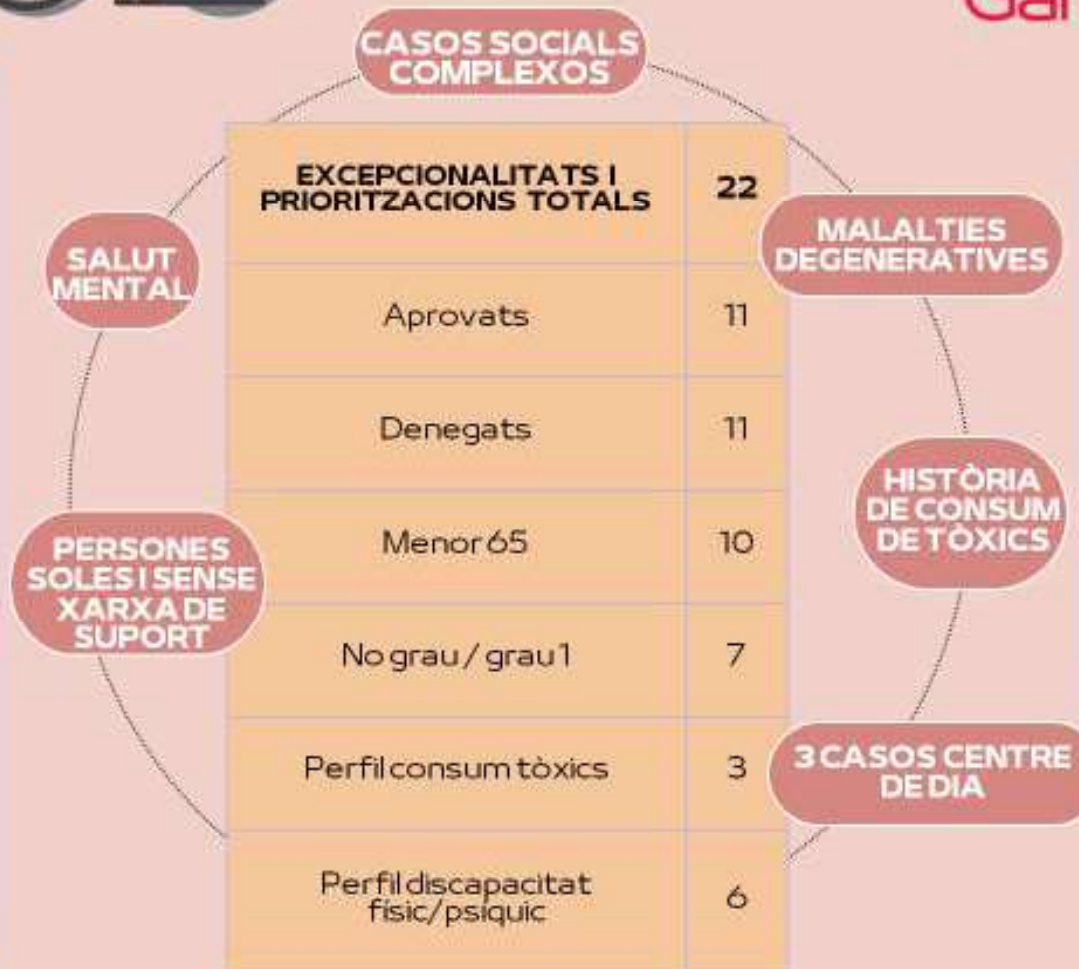 CASOS SOCIALS
COMPLEXOS
EXCEPCIONALITATS I
PRIORITZACIONS TOTALS
22
SALUT
MENTAL
MALALTIES
DEGENERATIVES
Aprovats
11
Denegats
11
HISTÒRIA
DE CONSUM
DE TÒXICS
PERSONES
SOLES I SENSE
XARXA DE
SUPORT
Menor 65
10
No grau / grau 1
7
Perfil consum tòxics
3
3 CASOS CENTRE
DE DIA
Perfil discapacitat
físic/psíquic
6